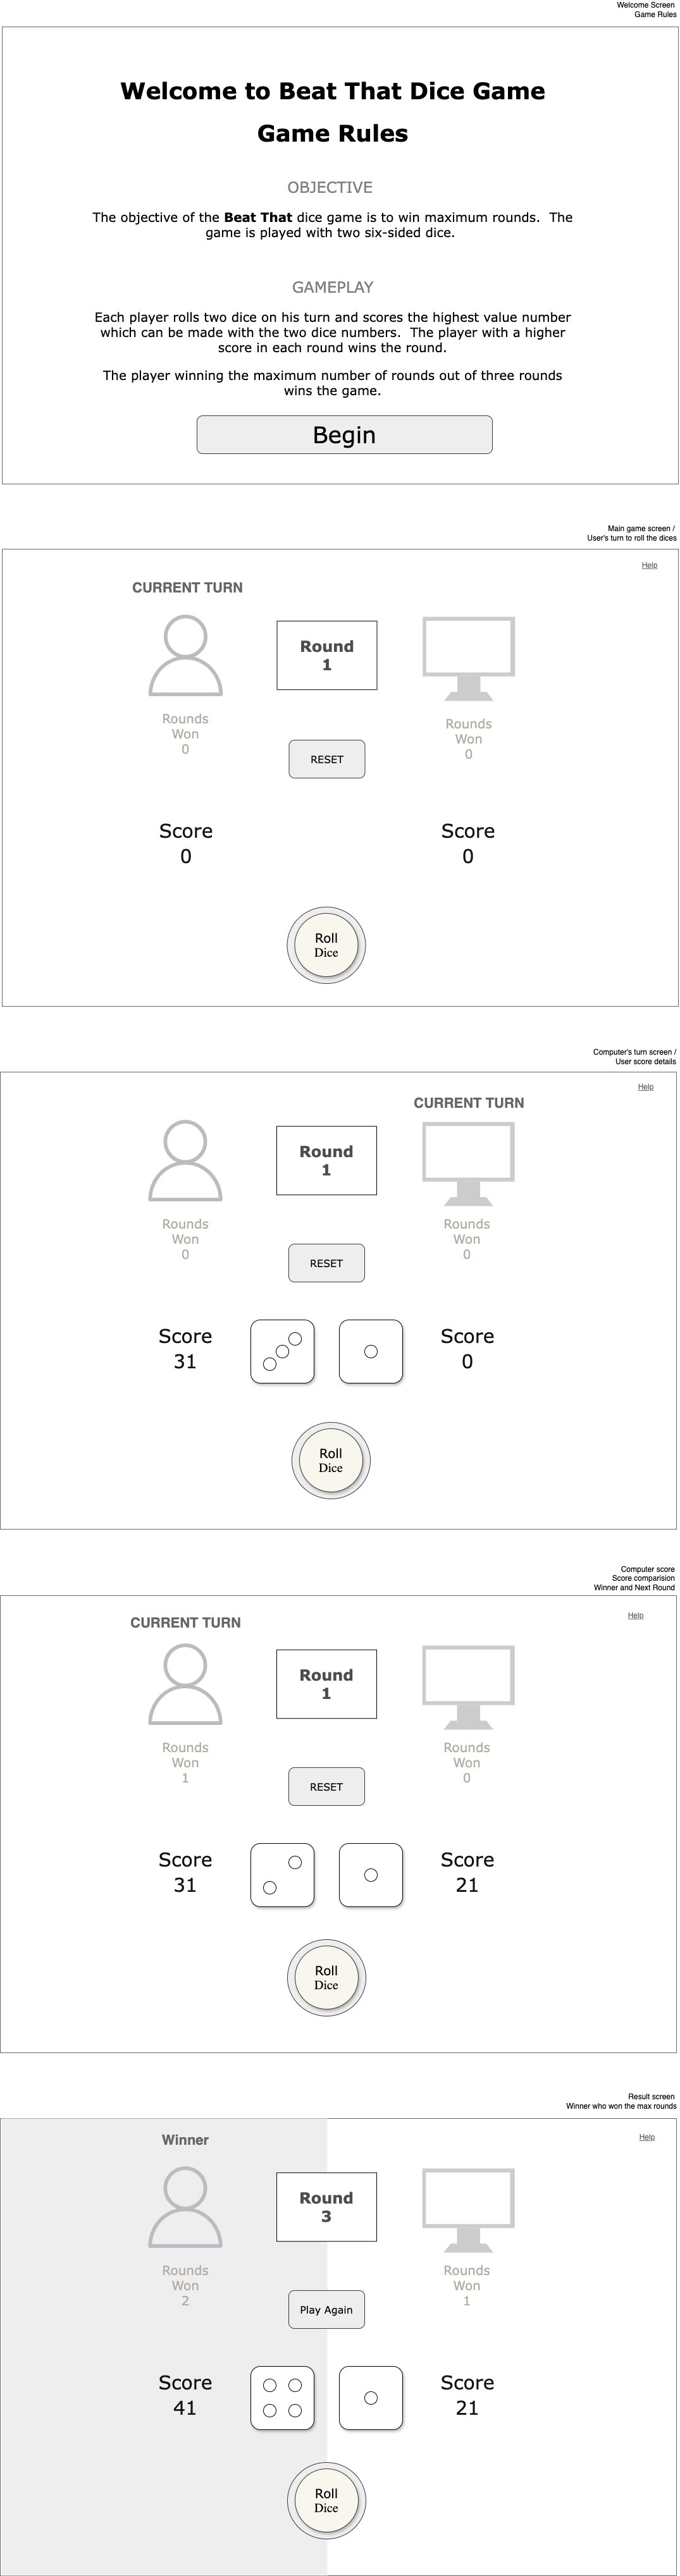 Welcome Screen
Game Rules
Welcome to Beat That Dice Game
Game Rules
OBJECTIVE
The objective of the Beat That dice game is to win maximum rounds. The
game is played with two six-sided dice.
GAMEPLAY
Each player rolls two dice on his turn and scores the highest value number
which can be made with the two dice numbers. The player with a higher
score in each round wins the round.
The player winning the maximum number of rounds out of three rounds
wins the game.
Begin
Main game screen /
User's turn to roll the dices
Help
CURRENT TURN
Round
1
Rounds
Won
0
Rounds
Won
0
RESET
Score
0
Score
0
Roll
Dice
Computer's turn screen /
User score details
Help
CURRENT TURN
Round
1
Rounds
Won
0
Rounds
Won
0
RESET
Score
31
Score
0
Roll
Dice
Computer score
Score comparision
Winner and Next Round
Help
CURRENT TURN
Round
1
Rounds
Won
1
Rounds
Won
0
RESET
Score
31
Score
21
Roll
Dice
Result screen
Winner who won the max rounds
Help
Winner
Round
3
Rounds
Won
2
Rounds
Won
1
Play Again
Score
41
Score
21
Roll
Dice